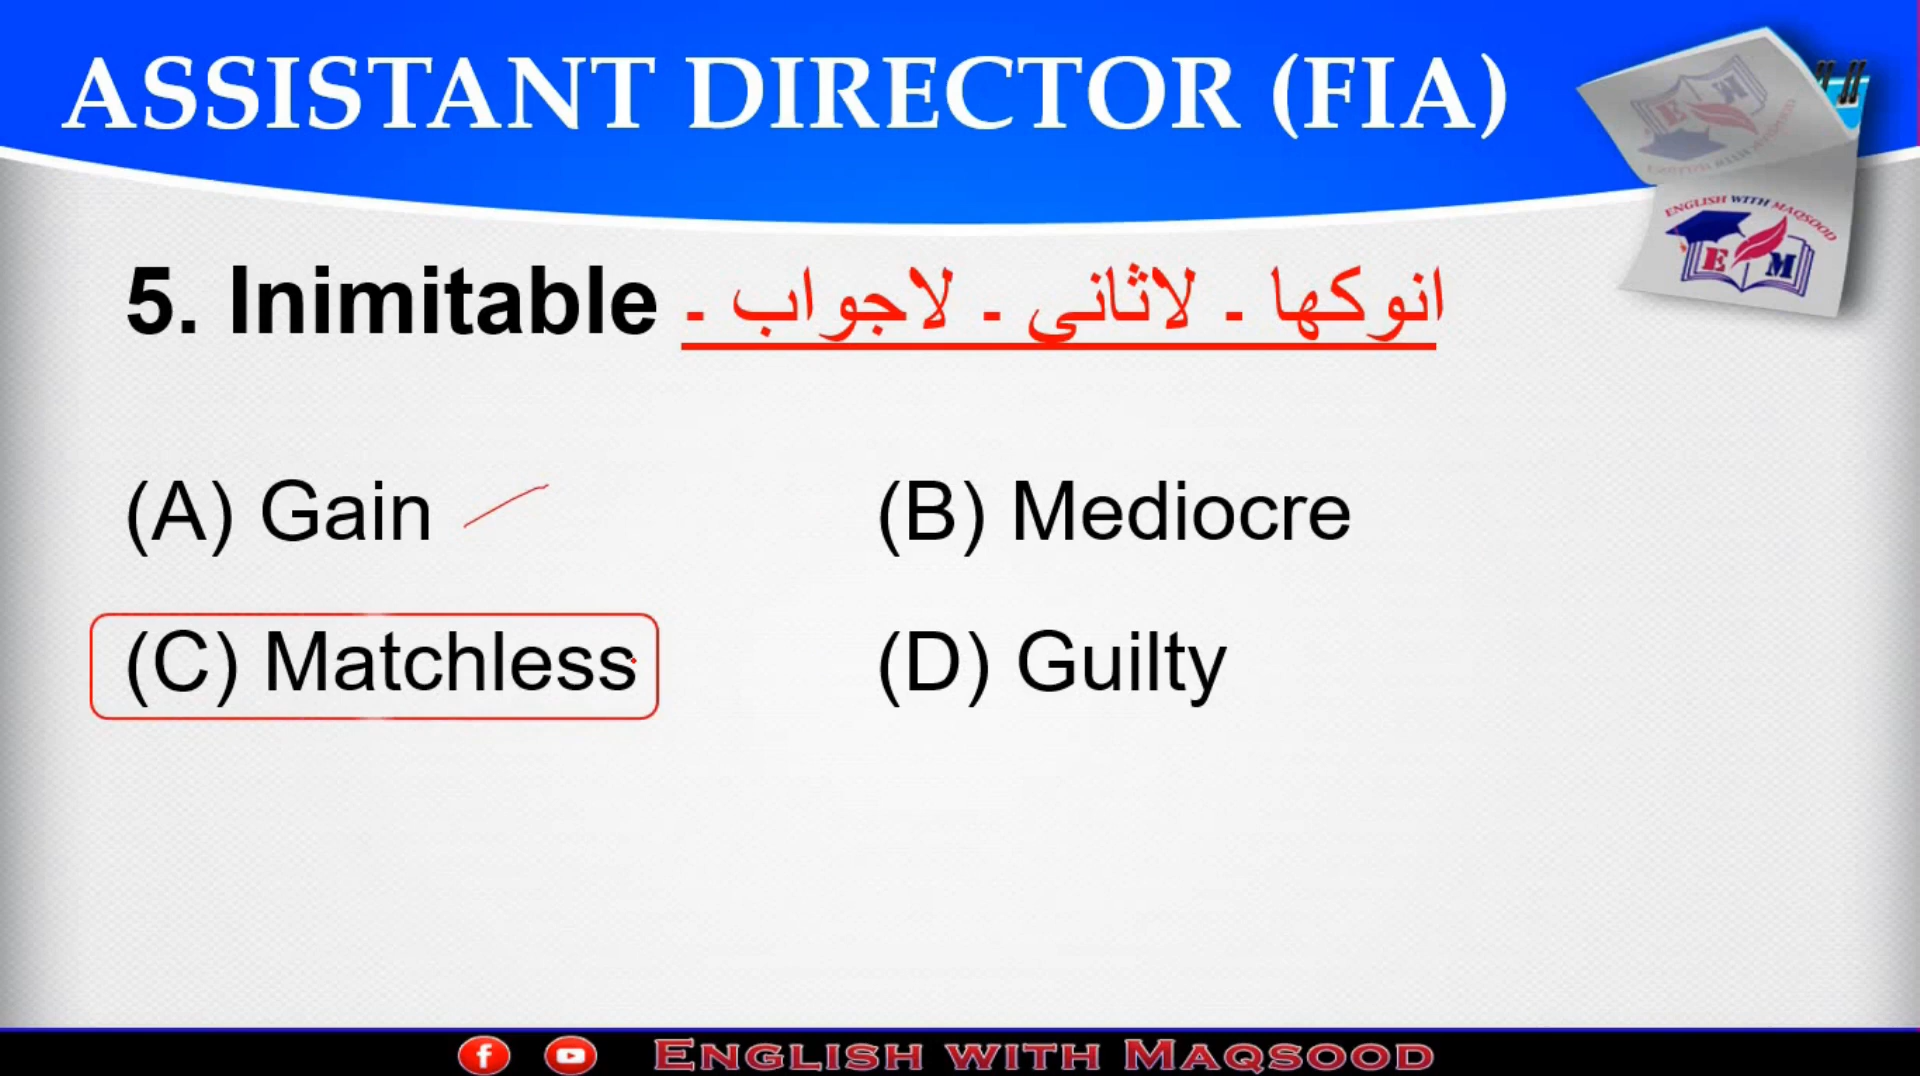 ASSISTANT DIRECTOR (FIA)
ENGLISH WITH MAQSOOD
E M
5. Inimitable انوکھا ۔ لاثانی ۔ لاجواب ۔
(A) Gain (B) Mediocre
(C) Matchless (D) Guilty
ENGLISH WITH MAQSOOD